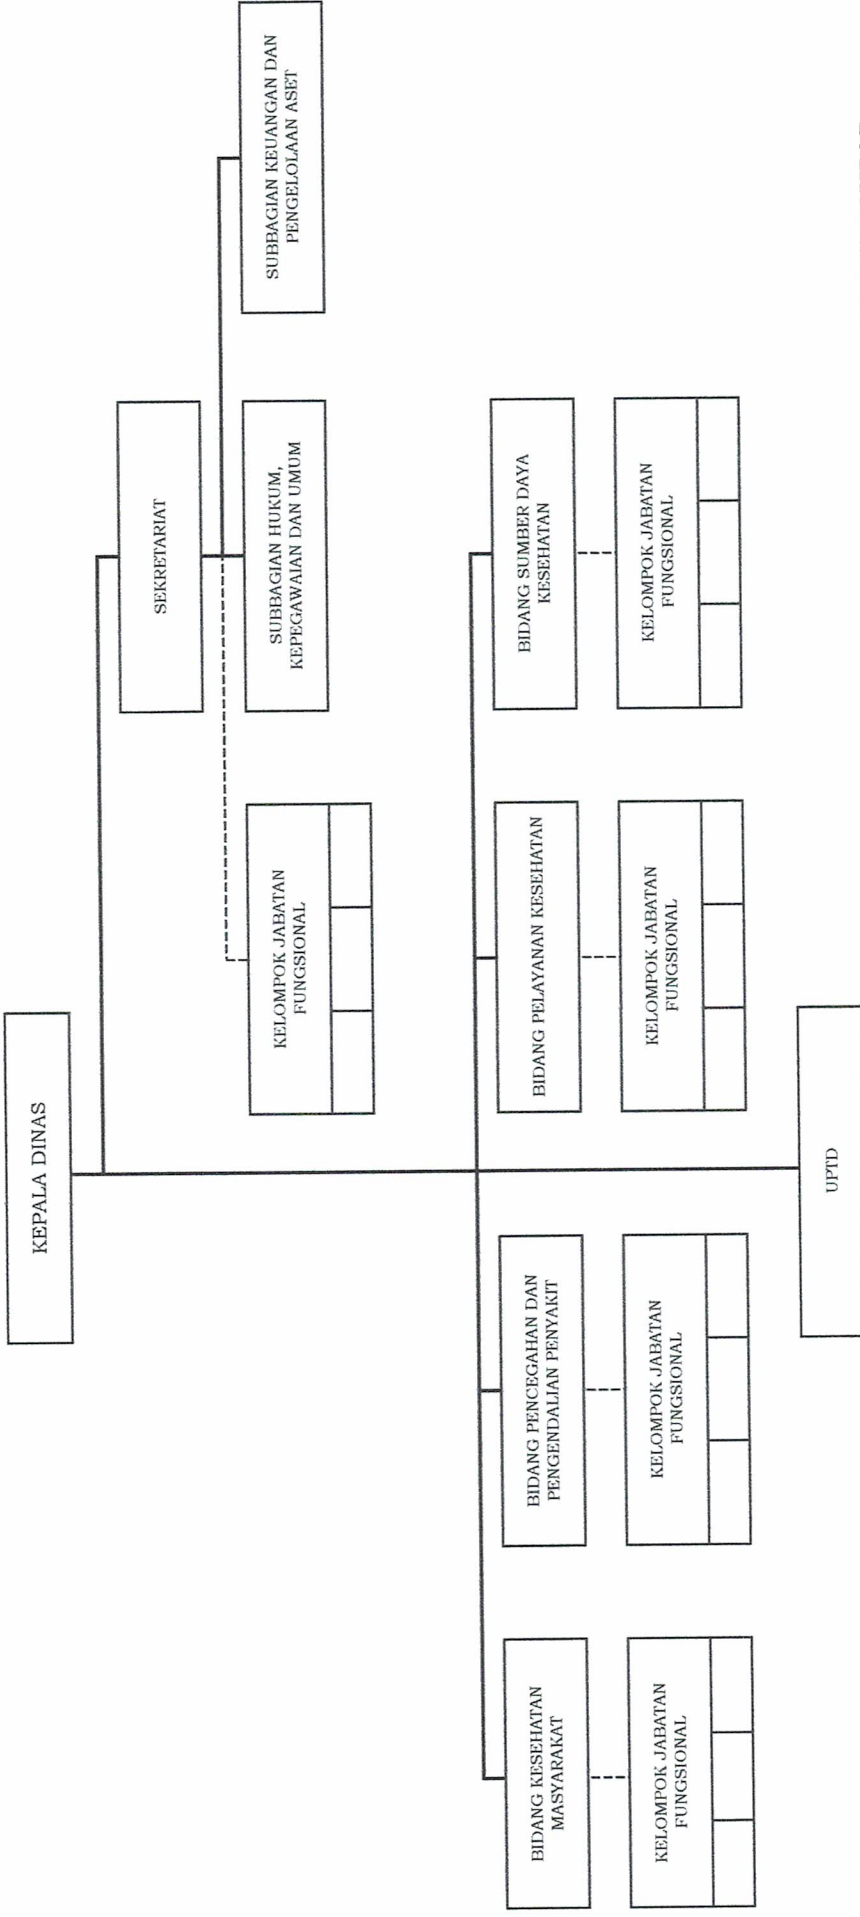 KEPALA DINAS
SEKRETARIAT
KELOMPOK JABATAN
FUNGSIONAL
SUBBAGIAN HUKUM,
KEPEGAWAIAN DAN UMUM
SUBBAGIAN KEUANGAN DAN
PENGELOLAAN ASET
BIDANG KESEHATAN
MASYARAKAT
BIDANG PENCEGAHAN DAN
PENGENDALIAN PENYAKIT
BIDANG PELAYANAN KESEHATAN
BIDANG SUMBER DAYA
KESEHATAN
KELOMPOK JABATAN
FUNGSIONAL
KELOMPOK JABATAN
FUNGSIONAL
KELOMPOK JABATAN
FUNGSIONAL
KELOMPOK JABATAN
FUNGSIONAL
UPTD